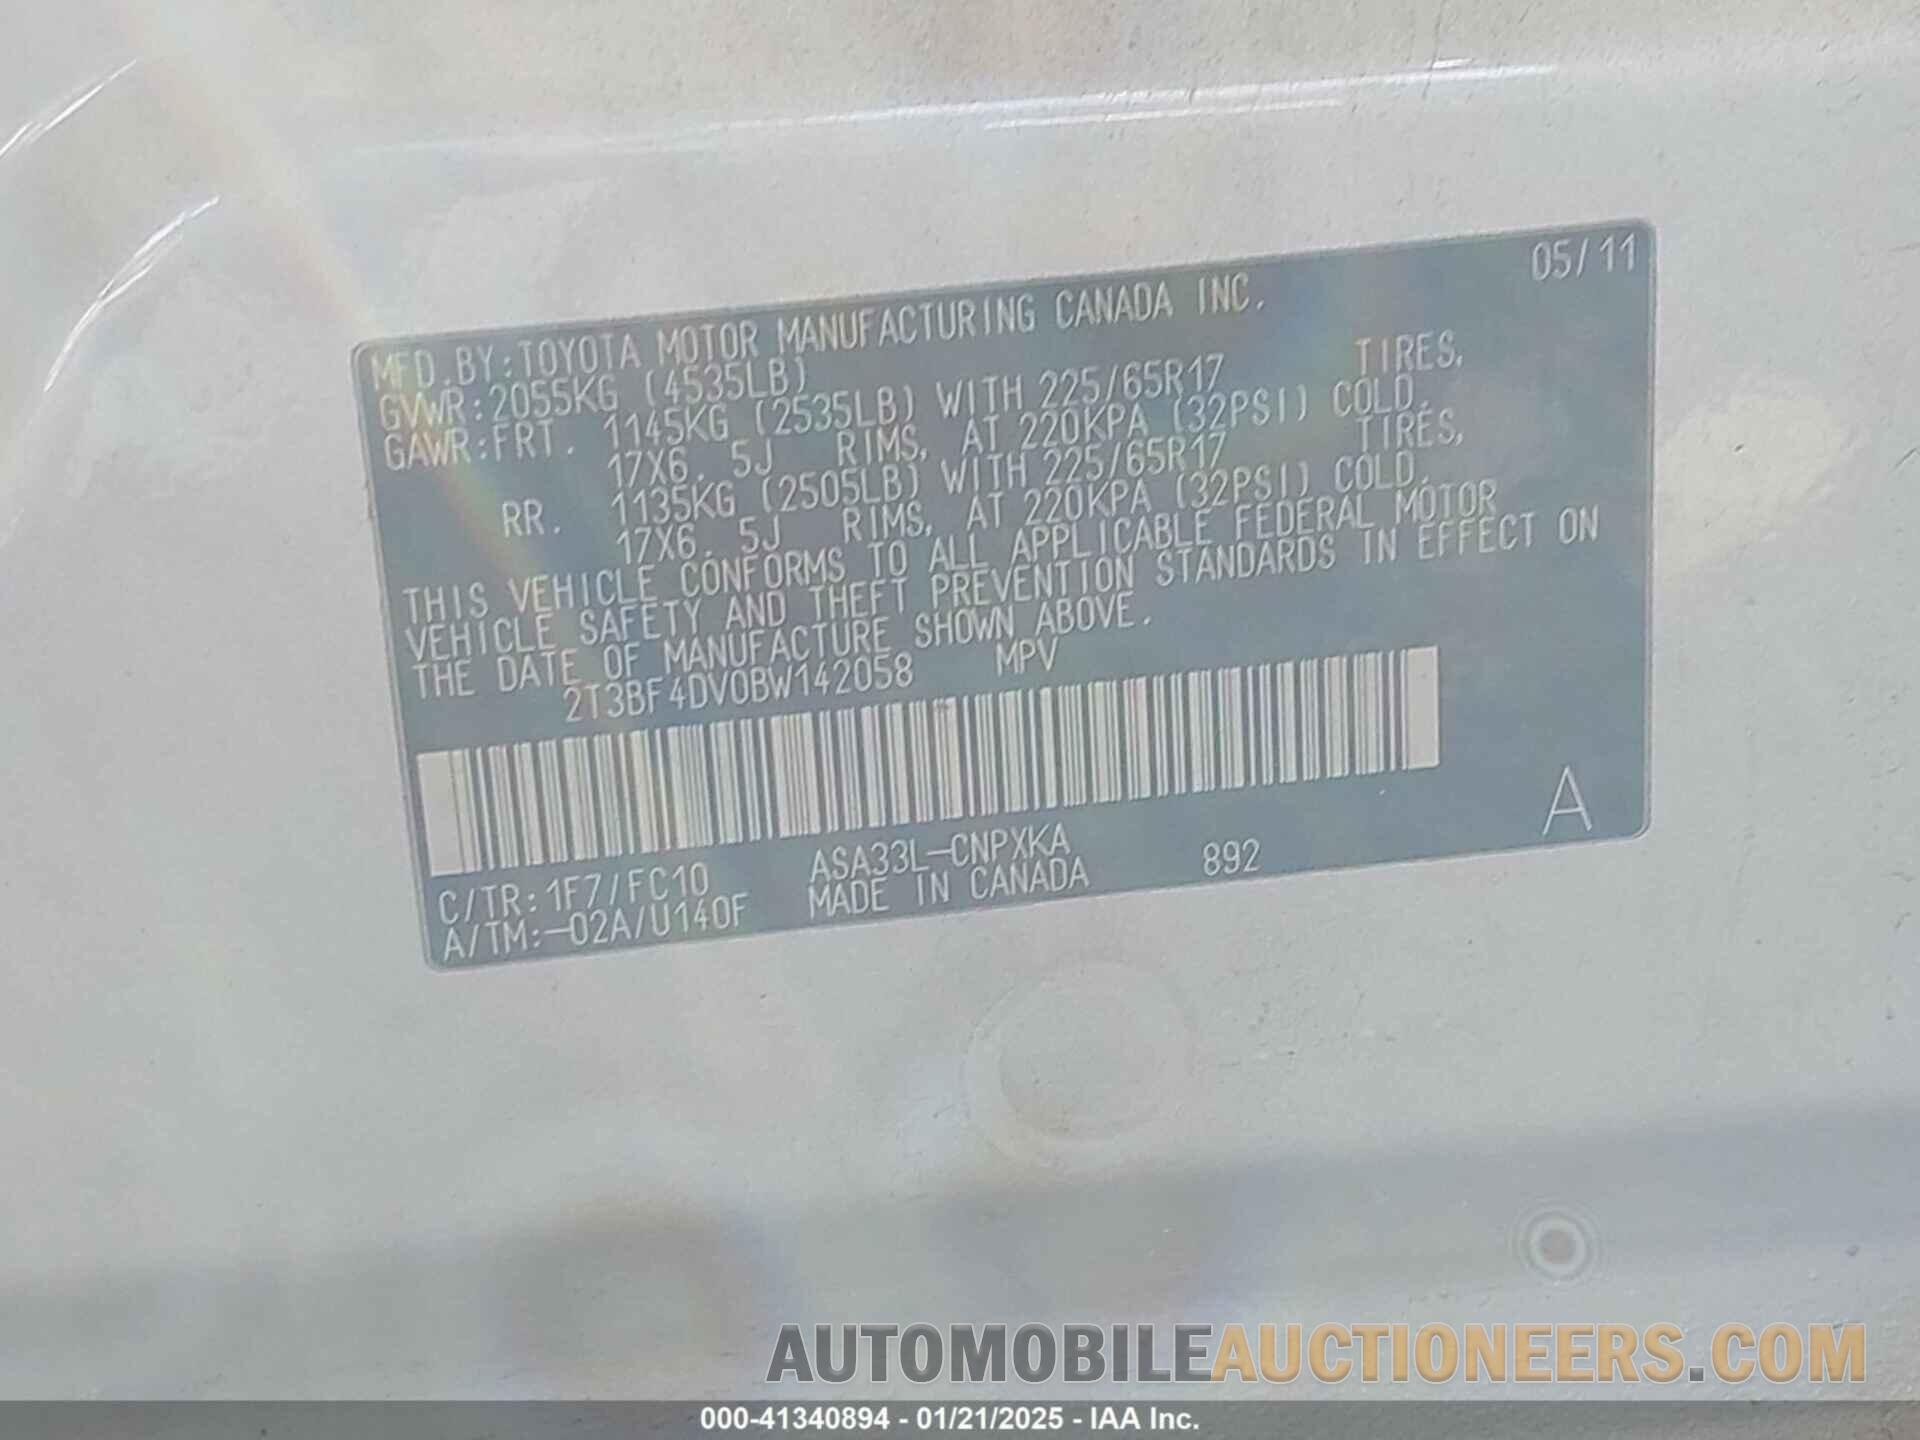 05/11
MFD.BY:TOYOTA MOTOR MANUFACTURING CANADA INC.
GVWR:2055KG (4535LB)
GAWR:FRT. 1145KG (2535LB) WITH 225/65R17 TIRES,
17X6.5J RIMS, AT 220KPA (32PSI) COLD.
RR. 1135KG (2505LB) WITH 225/65R17 TIRES,
17X6.5J RIMS, AT 220KPA (32PSI) COLD.
THIS VEHICLE CONFORMS TO ALL APPLICABLE FEDERAL MOTOR
VEHICLE SAFETY AND THEFT PREVENTION STANDARDS IN EFFECT ON
THE DATE OF MANUFACTURE SHOWN ABOVE.
2T3BF4DV0BW142058 MPV
C/TR:1F7/FC10 ASA33L-CNPXKA 892 A
A/TM:-02A/U140F MADE IN CANADA
AUTOMOBILEAUCTIONEERS.COM
000-41340894 - 01/21/2025 - IAA Inc.